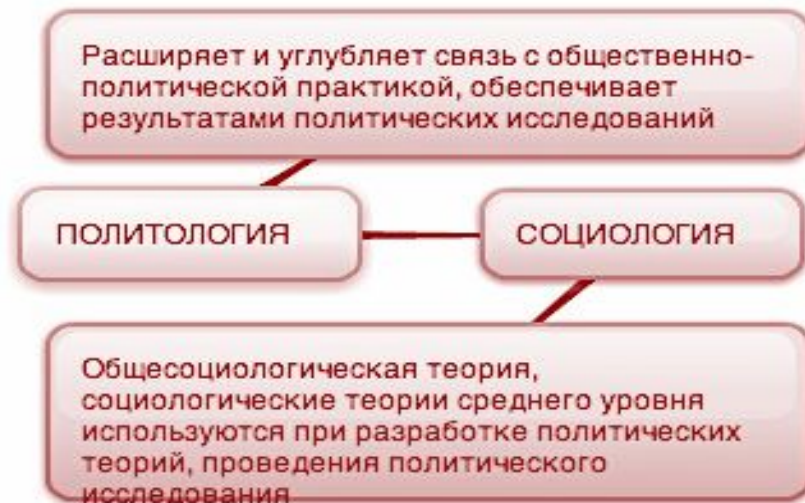 Расширяет и углубляет связь с общественно-
политической практикой, обеспечивает
результатами политических исследований
ПОЛИТОЛОГИЯ
СОЦИОЛОГИЯ
Общесоциологическая теория,
социологические теории среднего уровня
используются при разработке политических
теорий, проведения политического
исследования